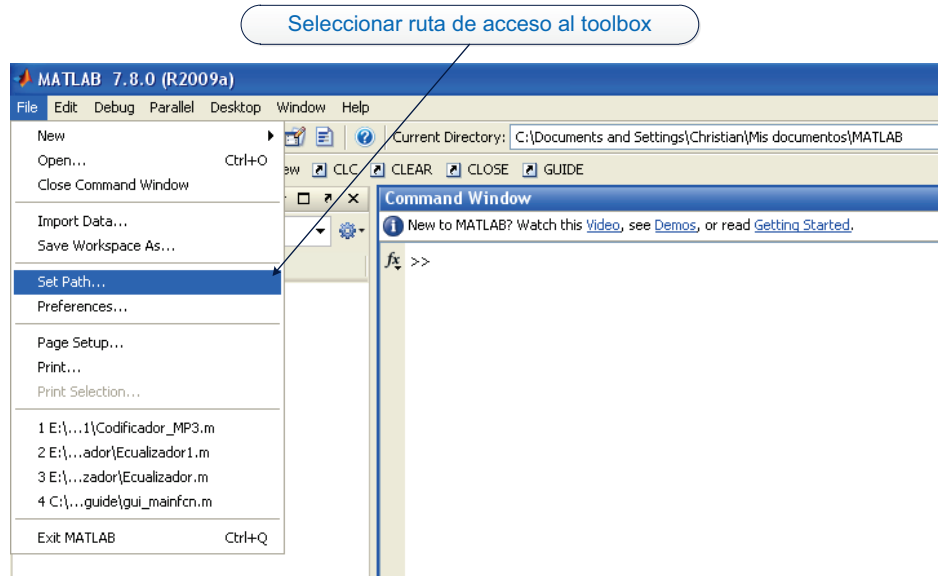 Seleccionar ruta de acceso al toolbox
MATLAB 7.8.0 (R2009a)
File Edit Debug Parallel Desktop Window Help
New
Open... Ctrl+O
Close Command Window
Import Data...
Save Workspace As...
Set Path...
Preferences...
Page Setup...
Print...
Print Selection...
1 E:\...1\Codificador_MP3.m
2 E:\...ador\Ecualizador1.m
3 E:\...zador\Ecualizador.m
4 C:\...guide\gui_mainfcn.m
Exit MATLAB Ctrl+Q
Current Directory: C:\Documents and Settings\Christian\Mis documentos\MATLAB
ew CLC CLEAR CLOSE GUIDE
Command Window
New to MATLAB? Watch this Video, see Demos, or read Getting Started.
fx >>